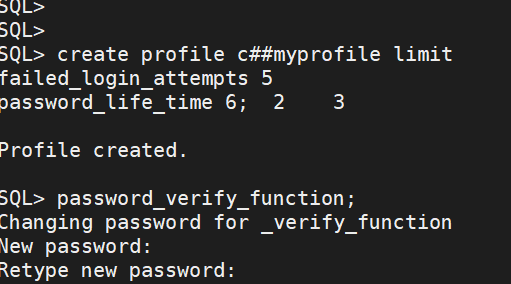 SQL>
SQL>
SQL> create profile c##myprofile limit
failed_login_attempts 5
password_life_time 6;  2    3
Profile created.
SQL> password_verify_function;
Changing password for _verify_function
New password:
Retype new password: